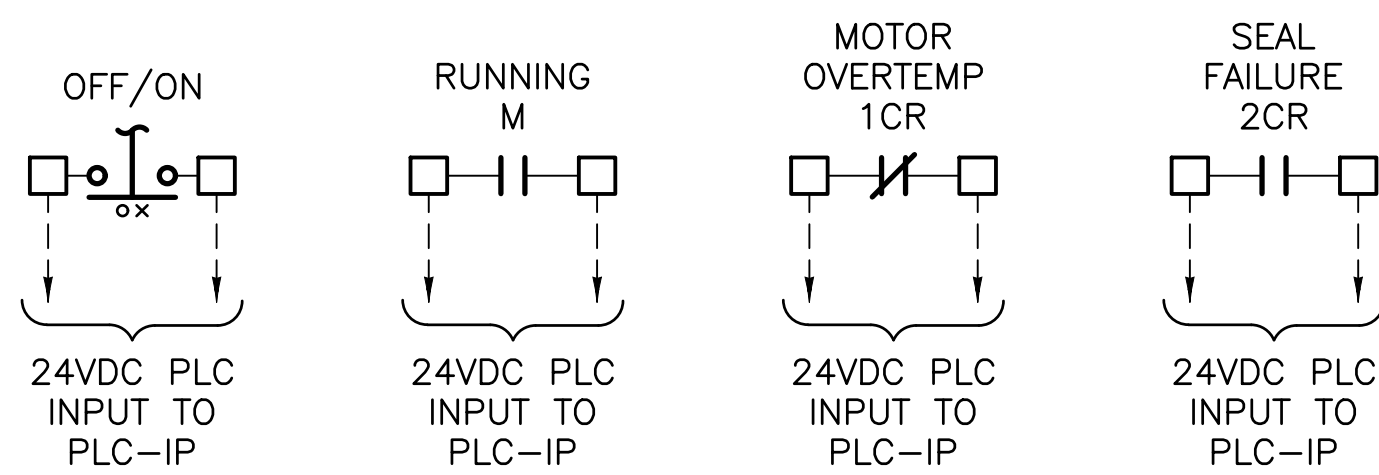 OFF/ON
OX
24VDC PLC
INPUT TO
PLC-IP
RUNNING
M
24VDC PLC
INPUT TO
PLC-IP
MOTOR
OVERTEMP
1CR
24VDC PLC
INPUT TO
PLC-IP
SEAL
FAILURE
2CR
24VDC PLC
INPUT TO
PLC-IP